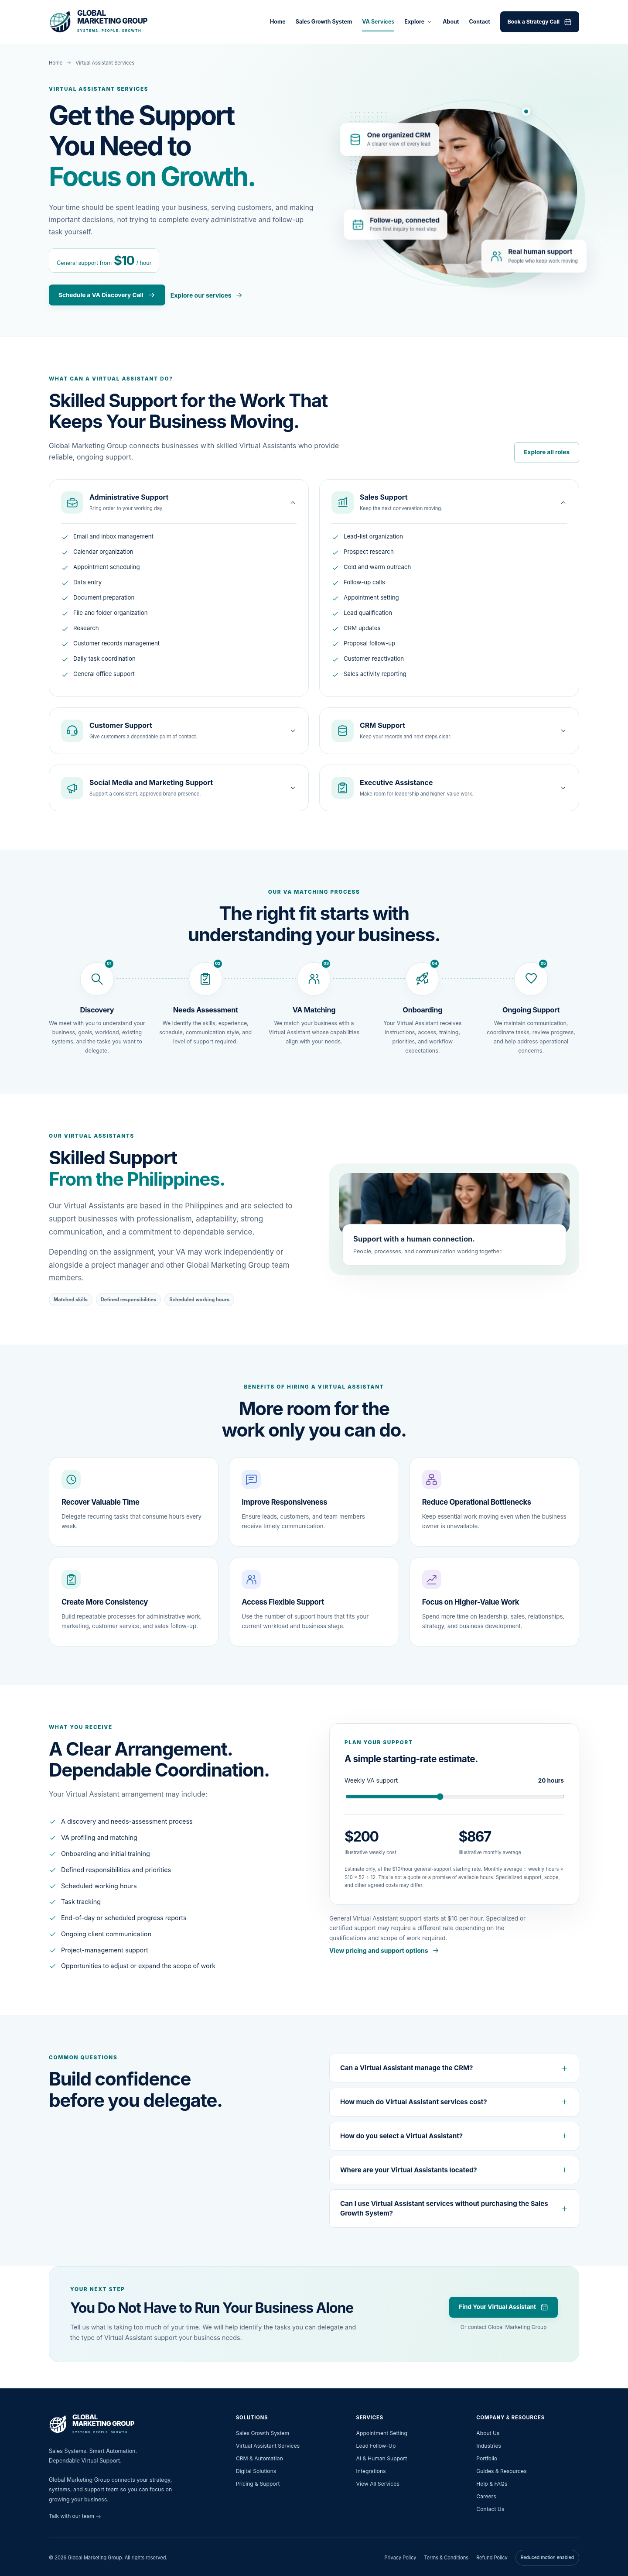 GLOBAL
MARKETING GROUP
SYSTEMS. PEOPLE. GROWTH.
Home
Sales Growth System
VA Services
Explore
About
Contact
Book a Strategy Call
Home → Virtual Assistant Services
VIRTUAL ASSISTANT SERVICES
Get the Support
You Need to
Focus on Growth.
Your time should be spent leading your business, serving customers, and making
important decisions, not trying to complete every administrative and follow-up
task yourself.
General support from $10 / hour
Schedule a VA Discovery Call →
Explore our services →
One organized CRM
A clearer view of every lead
Follow-up, connected
From first inquiry to next step
Real human support
People who keep work moving
WHAT CAN A VIRTUAL ASSISTANT DO?
Skilled Support for the Work That
Keeps Your Business Moving.
Global Marketing Group connects businesses with skilled Virtual Assistants who provide
reliable, ongoing support.
Explore all roles
Administrative Support
Bring order to your working day.
Email and inbox management
Calendar organization
Appointment scheduling
Data entry
Document preparation
File and folder organization
Research
Customer records management
Daily task coordination
General office support
Sales Support
Keep the next conversation moving.
Lead-list organization
Prospect research
Cold and warm outreach
Follow-up calls
Appointment setting
Lead qualification
CRM updates
Proposal follow-up
Customer reactivation
Sales activity reporting
Customer Support
Give customers a dependable point of contact.
CRM Support
Keep your records and next steps clear.
Social Media and Marketing Support
Support a consistent, approved brand presence.
Executive Assistance
Make room for leadership and higher-value work.
OUR VA MATCHING PROCESS
The right fit starts with
understanding your business.
01
Discovery
We meet with you to understand your
business, goals, workload, existing
systems, and the tasks you want to
delegate.
02
Needs Assessment
We identify the skills, experience,
schedule, communication style, and
level of support required.
03
VA Matching
We match your business with a
Virtual Assistant whose capabilities
align with your needs.
04
Onboarding
Your Virtual Assistant receives
instructions, access, training,
priorities, and workflow
expectations.
05
Ongoing Support
We maintain communication,
coordinate tasks, review progress,
and help address operational
concerns.
OUR VIRTUAL ASSISTANTS
Skilled Support
From the Philippines.
Our Virtual Assistants are based in the Philippines and are selected to
support businesses with professionalism, adaptability, strong
communication, and a commitment to dependable service.
Depending on the assignment, your VA may work independently or
alongside a project manager and other Global Marketing Group team
members.
Matched skills
Defined responsibilities
Scheduled working hours
Support with a human connection.
People, processes, and communication working together.
BENEFITS OF HIRING A VIRTUAL ASSISTANT
More room for the
work only you can do.
Recover Valuable Time
Delegate recurring tasks that consume hours every
week.
Improve Responsiveness
Ensure leads, customers, and team members
receive timely communication.
Reduce Operational Bottlenecks
Keep essential work moving even when the business
owner is unavailable.
Create More Consistency
Build repeatable processes for administrative work,
marketing, customer service, and sales follow-up.
Access Flexible Support
Use the number of support hours that fits your
current workload and business stage.
Focus on Higher-Value Work
Spend more time on leadership, sales, relationships,
strategy, and business development.
WHAT YOU RECEIVE
A Clear Arrangement.
Dependable Coordination.
Your Virtual Assistant arrangement may include:
A discovery and needs-assessment process
VA profiling and matching
Onboarding and initial training
Defined responsibilities and priorities
Scheduled working hours
Task tracking
End-of-day or scheduled progress reports
Ongoing client communication
Project-management support
Opportunities to adjust or expand the scope of work
PLAN YOUR SUPPORT
A simple starting-rate estimate.
Weekly VA support
20 hours
$200
Illustrative weekly cost
$867
Illustrative monthly average
Estimate only, at the $10/hour general-support starting rate. Monthly average = weekly hours ×
$10 × 52 ÷ 12. This is not a quote or a promise of available hours. Specialized support, scope,
and other agreed costs may differ.
General Virtual Assistant support starts at $10 per hour. Specialized or
certified support may require a different rate depending on the
qualifications and scope of work required.
View pricing and support options →
COMMON QUESTIONS
Build confidence
before you delegate.
Can a Virtual Assistant manage the CRM?
How much do Virtual Assistant services cost?
How do you select a Virtual Assistant?
Where are your Virtual Assistants located?
Can I use Virtual Assistant services without purchasing the Sales
Growth System?
YOUR NEXT STEP
You Do Not Have to Run Your Business Alone
Tell us what is taking too much of your time. We will help identify the tasks you can delegate and
the type of Virtual Assistant support your business needs.
Find Your Virtual Assistant
Or contact Global Marketing Group
GLOBAL
MARKETING GROUP
SYSTEMS. PEOPLE. GROWTH.
Sales Systems. Smart Automation.
Dependable Virtual Support.
Global Marketing Group connects your strategy,
systems, and support team so you can focus on
growing your business.
Talk with our team →
SOLUTIONS
Sales Growth System
Virtual Assistant Services
CRM & Automation
Digital Solutions
Pricing & Support
SERVICES
Appointment Setting
Lead Follow-Up
AI & Human Support
Integrations
View All Services
COMPANY & RESOURCES
About Us
Industries
Portfolio
Guides & Resources
Help & FAQs
Careers
Contact Us
© 2026 Global Marketing Group. All rights reserved.
Privacy Policy
Terms & Conditions
Refund Policy
Reduced motion enabled